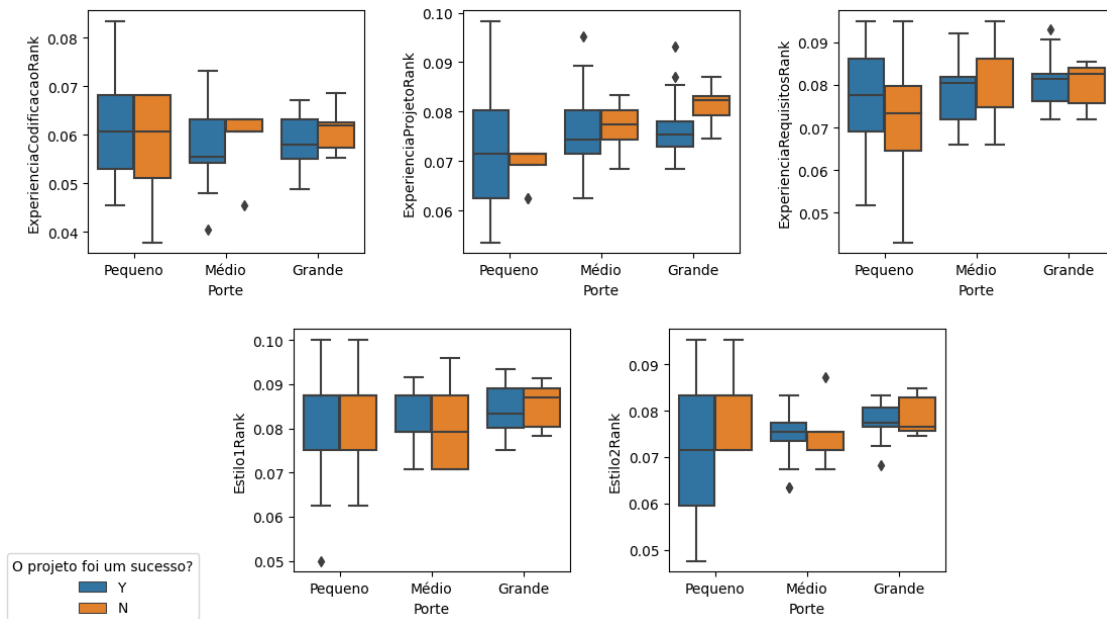 ExperienciaCodificacaoRank
0.08
0.07
0.06
0.05
0.04
Pequeno Médio Grande
Porte
ExperienciaProjetoRank
0.10
0.09
0.08
0.07
0.06
Pequeno Médio Grande
Porte
ExperienciaRequisitosRank
0.09
0.08
0.07
0.06
0.05
Pequeno Médio Grande
Porte
Estilo1Rank
0.10
0.09
0.08
0.07
0.06
0.05
Pequeno Médio Grande
Porte
Estilo2Rank
0.09
0.08
0.07
0.06
0.05
Pequeno Médio Grande
Porte
O projeto foi um sucesso?
Y
N